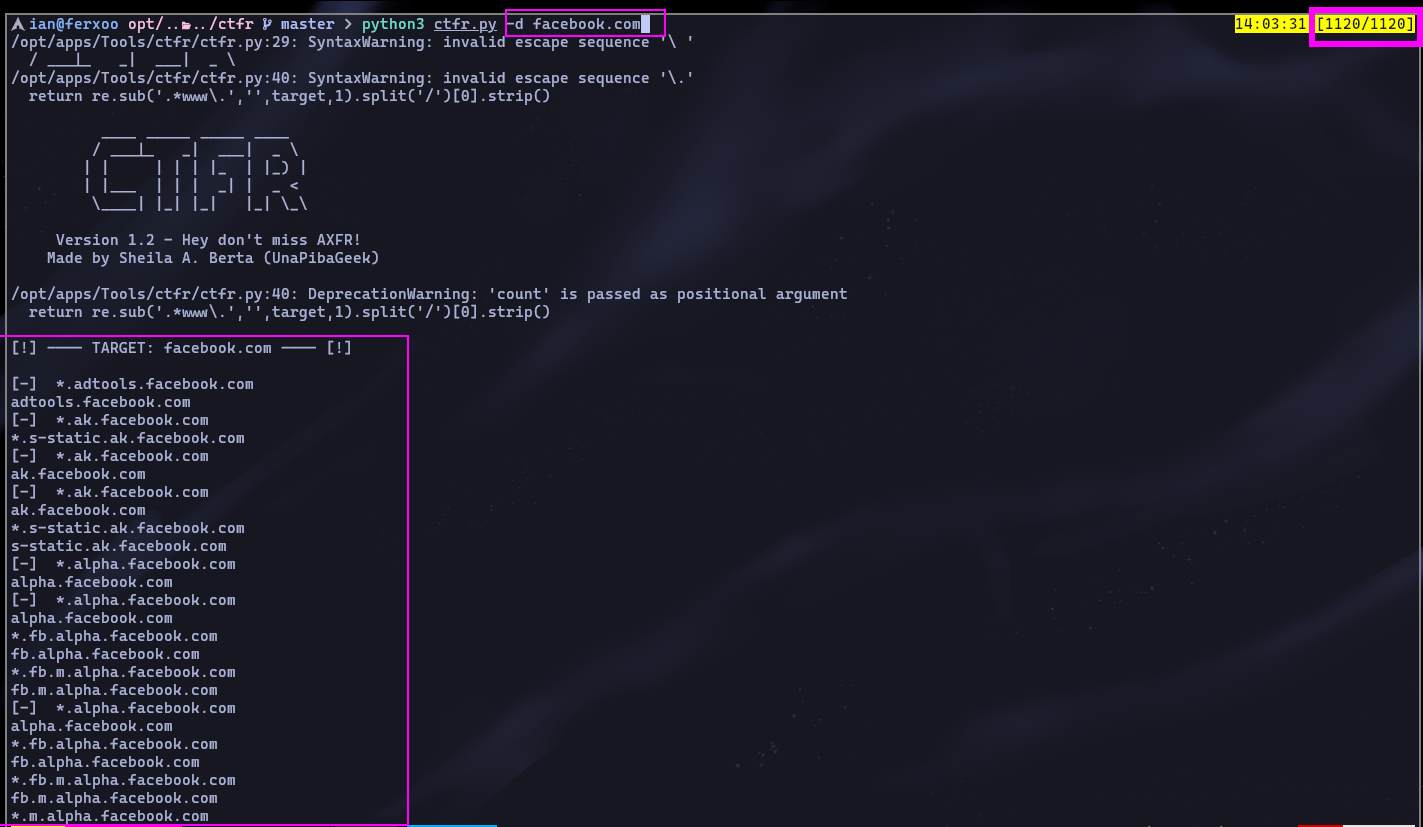 ian@ferxoo opt/..../ctfr master > python3 ctfr.py -d facebook.com 14:03:31 [1120/1120]
/opt/apps/Tools/ctfr/ctfr.py:29: SyntaxWarning: invalid escape sequence '\ '
  / ___|_   _|  ___|  _ \
/opt/apps/Tools/ctfr/ctfr.py:40: SyntaxWarning: invalid escape sequence '\.'
  return re.sub('.*www\.','',target,1).split('/')[0].strip()
          ____ _____ _____ ____
         / ___|_   _|  ___|  _ \
        | |     | | | |_  | |_) |
        | |___  | | |  _| |  _ <
         \____| |_| |_|   |_| \_\
     Version 1.2 - Hey don't miss AXFR!
    Made by Sheila A. Berta (UnaPibaGeek)
/opt/apps/Tools/ctfr/ctfr.py:40: DeprecationWarning: 'count' is passed as positional argument
  return re.sub('.*www\.','',target,1).split('/')[0].strip()
[!] ---- TARGET: facebook.com ---- [!]
[-]  *.adtools.facebook.com
adtools.facebook.com
[-]  *.ak.facebook.com
*.s-static.ak.facebook.com
[-]  *.ak.facebook.com
ak.facebook.com
[-]  *.ak.facebook.com
ak.facebook.com
*.s-static.ak.facebook.com
s-static.ak.facebook.com
[-]  *.alpha.facebook.com
alpha.facebook.com
[-]  *.alpha.facebook.com
alpha.facebook.com
*.fb.alpha.facebook.com
fb.alpha.facebook.com
*.fb.m.alpha.facebook.com
fb.m.alpha.facebook.com
[-]  *.alpha.facebook.com
alpha.facebook.com
*.fb.alpha.facebook.com
fb.alpha.facebook.com
*.fb.m.alpha.facebook.com
fb.m.alpha.facebook.com
*.m.alpha.facebook.com